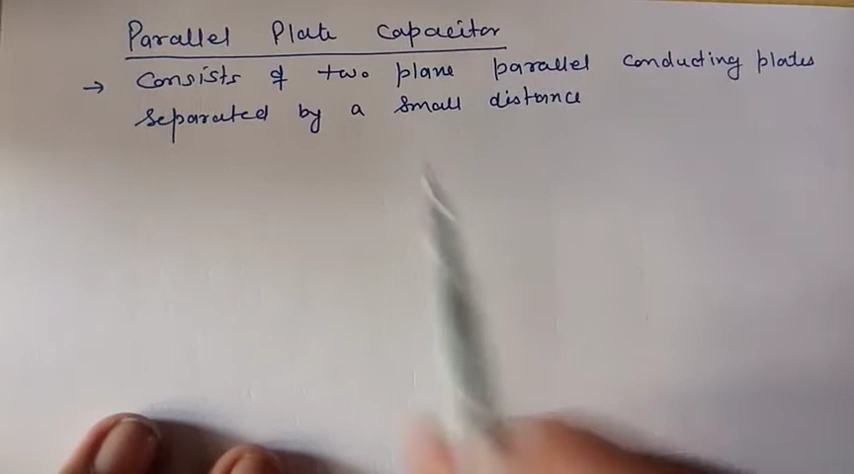 Parallel Plate Capacitor
→ Consists of two plane parallel conducting plates
separated by a small distance